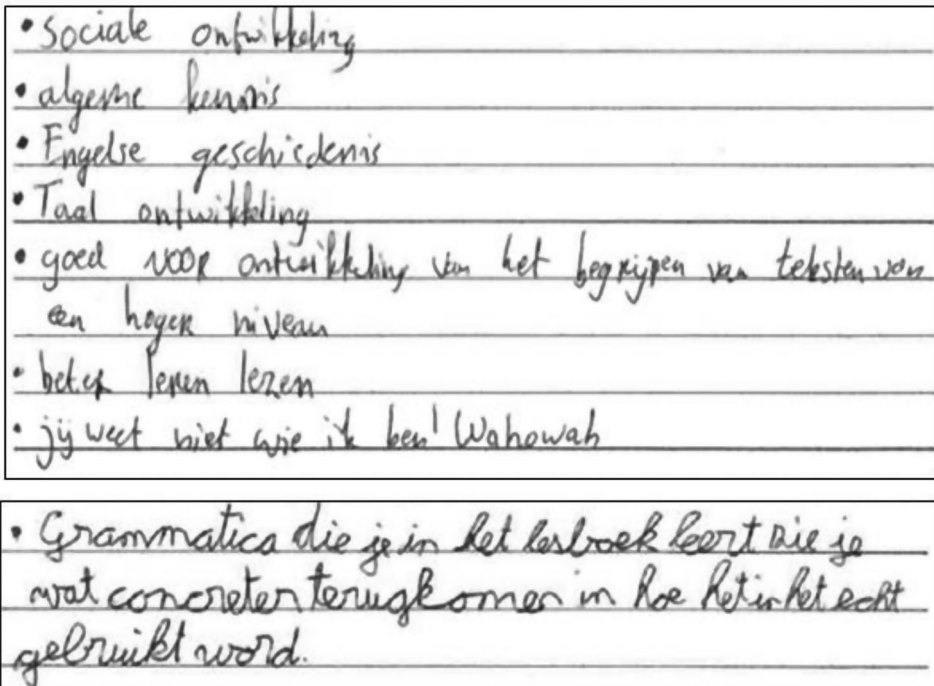 • Sociale ontwikkeling
• algeme kennis
• Engelse geschiedenis
• Taal ontwikkeling
• goed voor ontwikkeling van het begrijpen van teksten van
een hoger niveau
• beter leren lezen
• jij weet niet wie ik ben! Wahowah
• Grammatica die je in het lesboek leert zie je
wat concreter terugkomen in hoe het in het echt
gebruikt word.